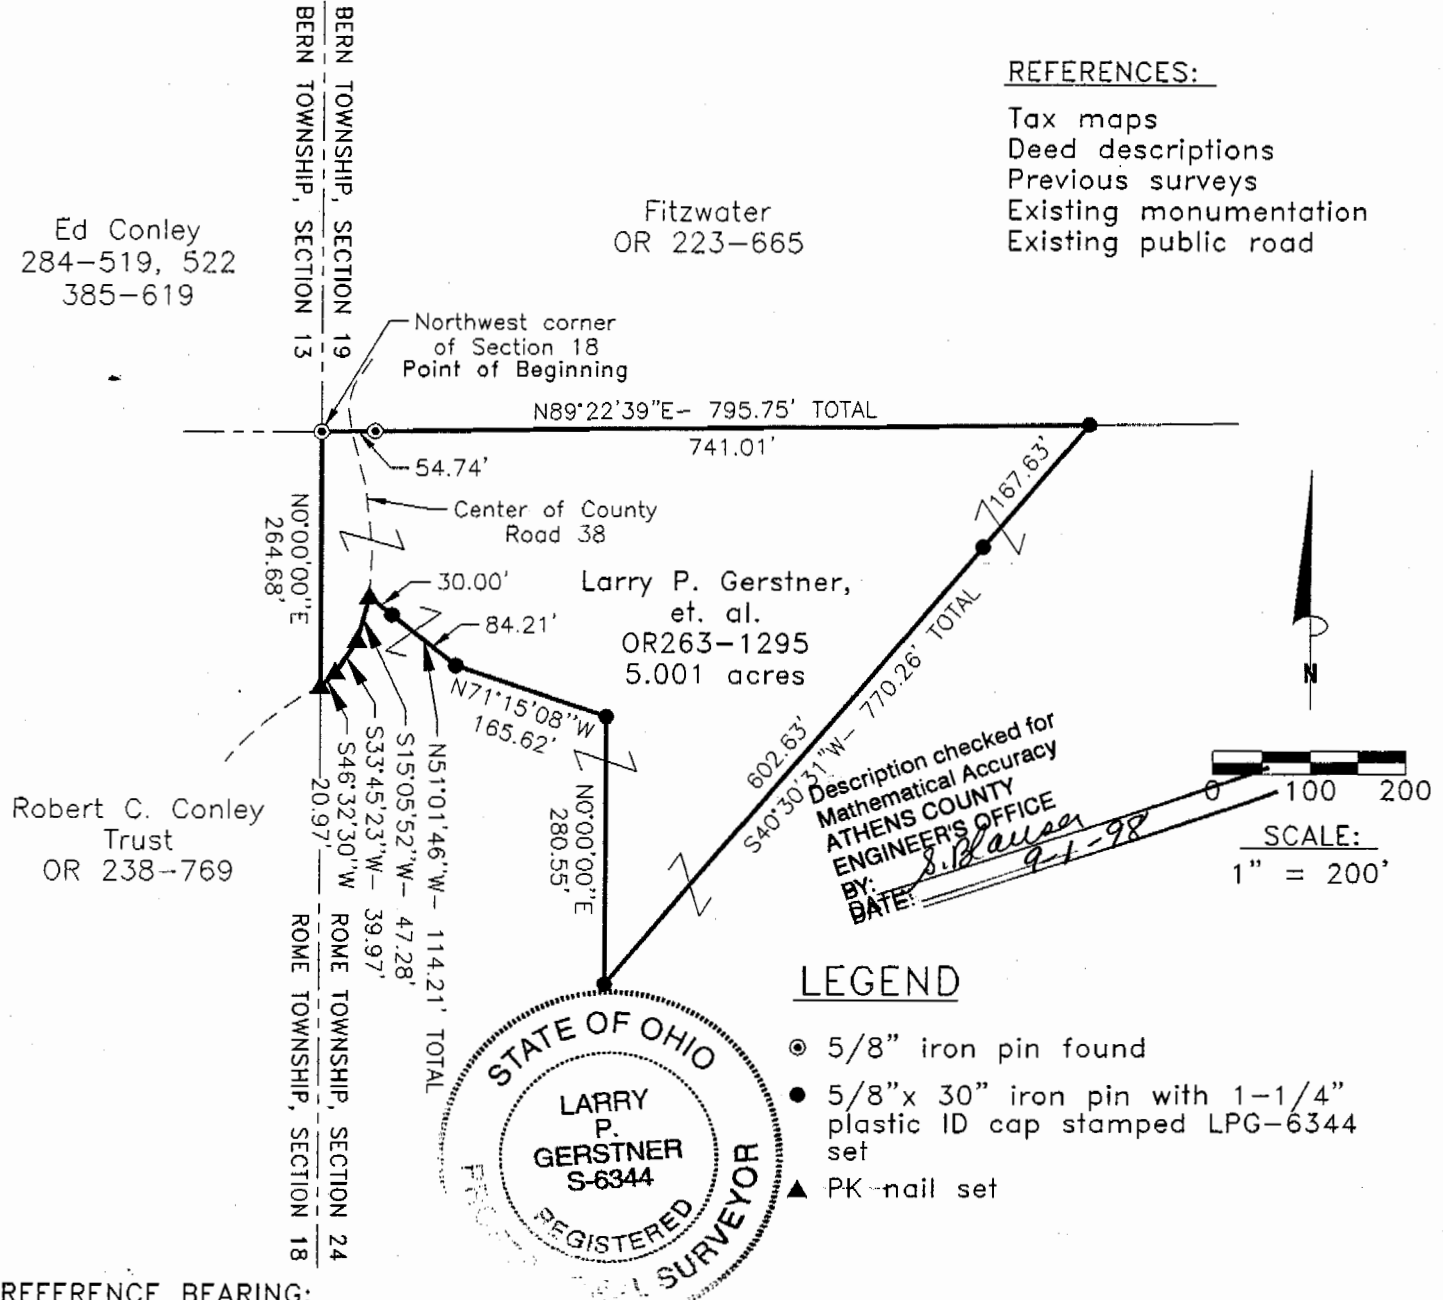 BERN TOWNSHIP, SECTION 19
BERN TOWNSHIP, SECTION 13
REFERENCES:
Tax maps
Deed descriptions
Previous surveys
Existing monumentation
Existing public road
Ed Conley
284-519, 522
385-619
Fitzwater
OR 223-665
Northwest corner
of Section 18
Point of Beginning
N89°22'39"E- 795.75' TOTAL
741.01'
54.74'
Center of County
Road 38
N0°00'00"E
264.68'
30.00'
84.21'
Larry P. Gerstner,
et. al.
OR263-1295
5.001 acres
167.63'
602.63'
S40°30'31"W- 770.26' TOTAL
N71°15'08"W
165.62'
N0°00'00"E
280.55'
N51°01'46"W- 114.21' TOTAL
S15°05'52"W- 47.28'
S33°45'23"W- 39.97'
S46°32'30"W
20.97'
Robert C. Conley
Trust
OR 238-769
ROME TOWNSHIP, SECTION 24
ROME TOWNSHIP, SECTION 18
N
0 100 200
SCALE:
1" = 200'
Description checked for
Mathematical Accuracy
ATHENS COUNTY
ENGINEER'S OFFICE
BY: S. Blauser
DATE: 9-1-98
LEGEND
5/8" iron pin found
5/8"x 30" iron pin with 1-1/4"
plastic ID cap stamped LPG-6344
set
PK nail set
STATE OF OHIO
LARRY
P.
GERSTNER
S-6344
REGISTERED
SURVEYOR
REFERENCE BEARING: